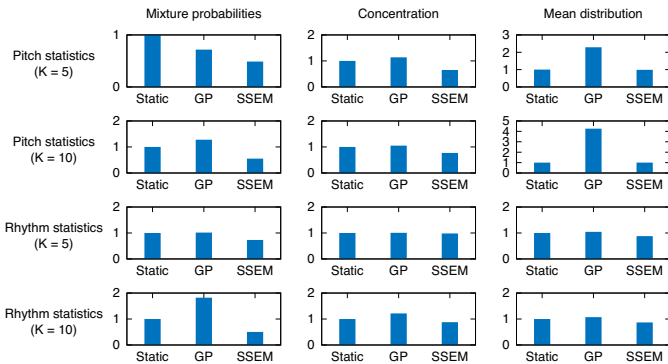 Mixture probabilities Concentration Mean distribution
Pitch statistics
(K = 5)
1
0
Static GP SSEM
2
1
0
Static GP SSEM
3
2
1
0
Static GP SSEM
Pitch statistics
(K = 10)
2
1
0
Static GP SSEM
2
1
0
Static GP SSEM
5
4
3
2
1
0
Static GP SSEM
Rhythm statistics
(K = 5)
2
1
0
Static GP SSEM
2
1
0
Static GP SSEM
2
1
0
Static GP SSEM
Rhythm statistics
(K = 10)
2
1
0
Static GP SSEM
2
1
0
Static GP SSEM
2
1
0
Static GP SSEM